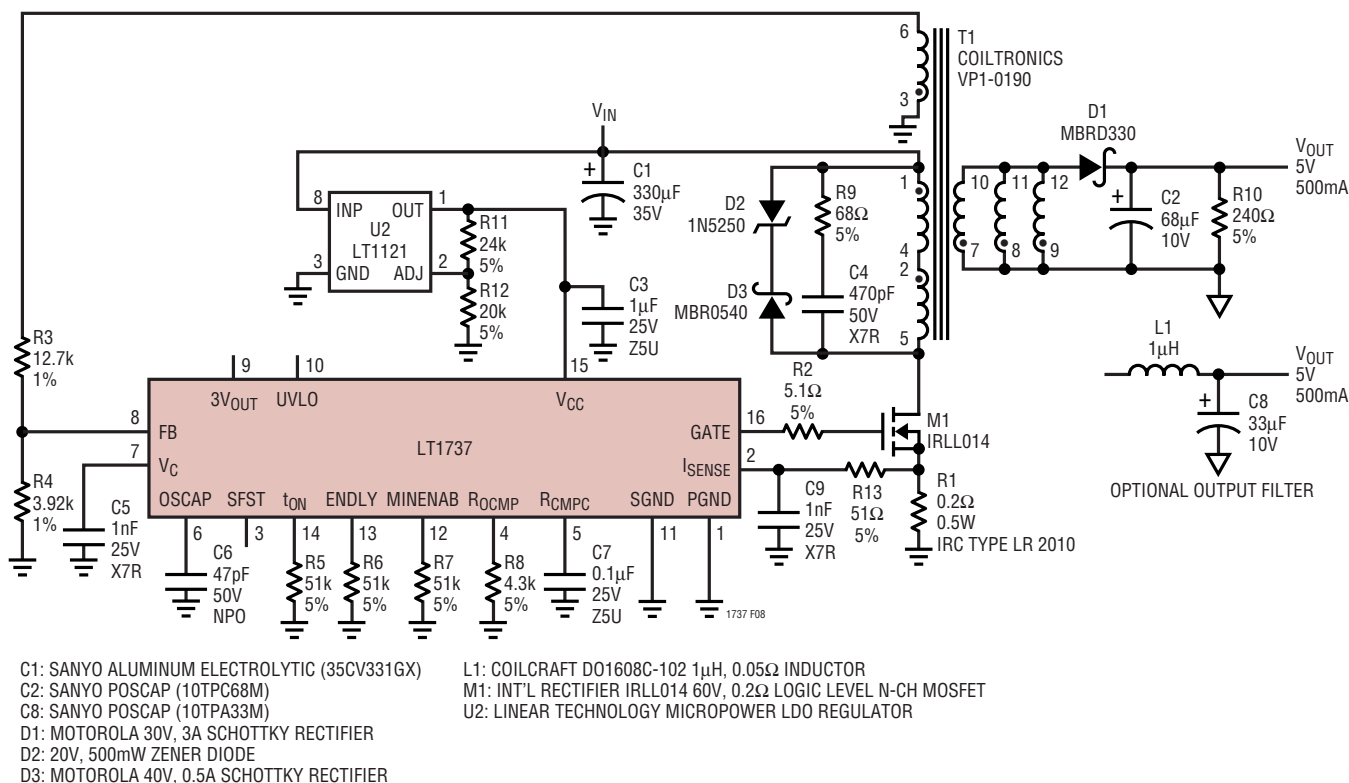 6
T1
COILTRONICS
VP1-0190
3
VIN
D1
MBRD330
VOUT
5V
500mA
+
C1
330µF
35V
8
INP
OUT
1
U2
LT1121
3
GND
ADJ
2
R11
24k
5%
R12
20k
5%
C3
1µF
25V
Z5U
D2
1N5250
R9
68Ω
5%
D3
MBR0540
C4
470pF
50V
X7R
1
4
2
5
10
11
12
7
8
9
+
C2
68µF
10V
R10
240Ω
5%
L1
1µH
VOUT
5V
500mA
+
C8
33µF
10V
OPTIONAL OUTPUT FILTER
R3
12.7k
1%
9
10
15
3VOUT
UVLO
VCC
8
FB
LT1737
GATE
16
R2
5.1Ω
5%
M1
IRLL014
7
VC
ISENSE
2
R4
3.92k
1%
C5
1nF
25V
X7R
OSCAP
SFST
tON
ENDLY
MINENAB
ROCMP
RCMPC
SGND
PGND
6
3
14
13
12
4
5
11
1
C9
1nF
25V
X7R
R13
51Ω
5%
R1
0.2Ω
0.5W
IRC TYPE LR 2010
C6
47pF
50V
NPO
R5
51k
5%
R6
51k
5%
R7
51k
5%
R8
4.3k
5%
C7
0.1µF
25V
Z5U
1737 F08
C1: SANYO ALUMINUM ELECTROLYTIC (35CV331GX)
C2: SANYO POSCAP (10TPC68M)
C8: SANYO POSCAP (10TPA33M)
D1: MOTOROLA 30V, 3A SCHOTTKY RECTIFIER
D2: 20V, 500mW ZENER DIODE
D3: MOTOROLA 40V, 0.5A SCHOTTKY RECTIFIER
L1: COILCRAFT DO1608C-102 1µH, 0.05Ω INDUCTOR
M1: INT'L RECTIFIER IRLL014 60V, 0.2Ω LOGIC LEVEL N-CH MOSFET
U2: LINEAR TECHNOLOGY MICROPOWER LDO REGULATOR